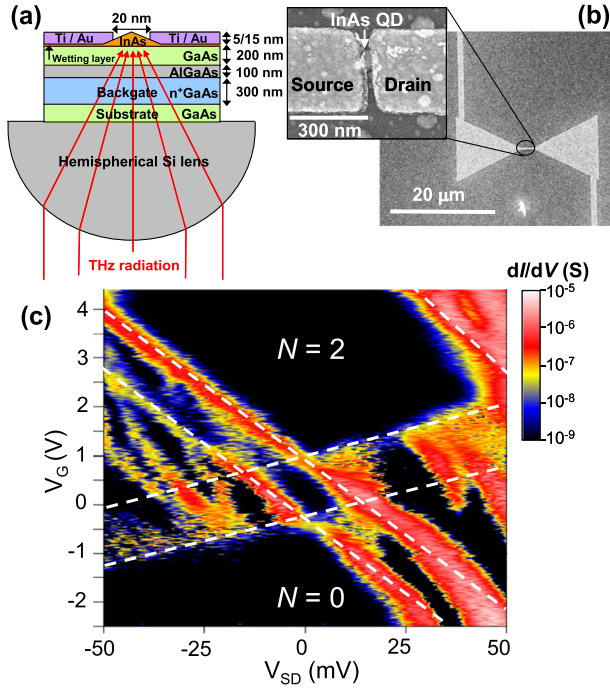 (a)
20 nm
Ti / Au
InAs
Ti / Au
5/15 nm
Wetting layer
GaAs
200 nm
AlGaAs
100 nm
Backgate
n⁺GaAs
300 nm
Substrate
GaAs
Hemispherical Si lens
THz radiation
InAs QD
(b)
Source
Drain
300 nm
20 μm
(c)
dI/dV (S)
10⁻⁵
10⁻⁶
10⁻⁷
10⁻⁸
10⁻⁹
N = 2
N = 0
V_G (V)
4
3
2
1
0
-1
-2
-50
-25
0
25
50
V_SD (mV)